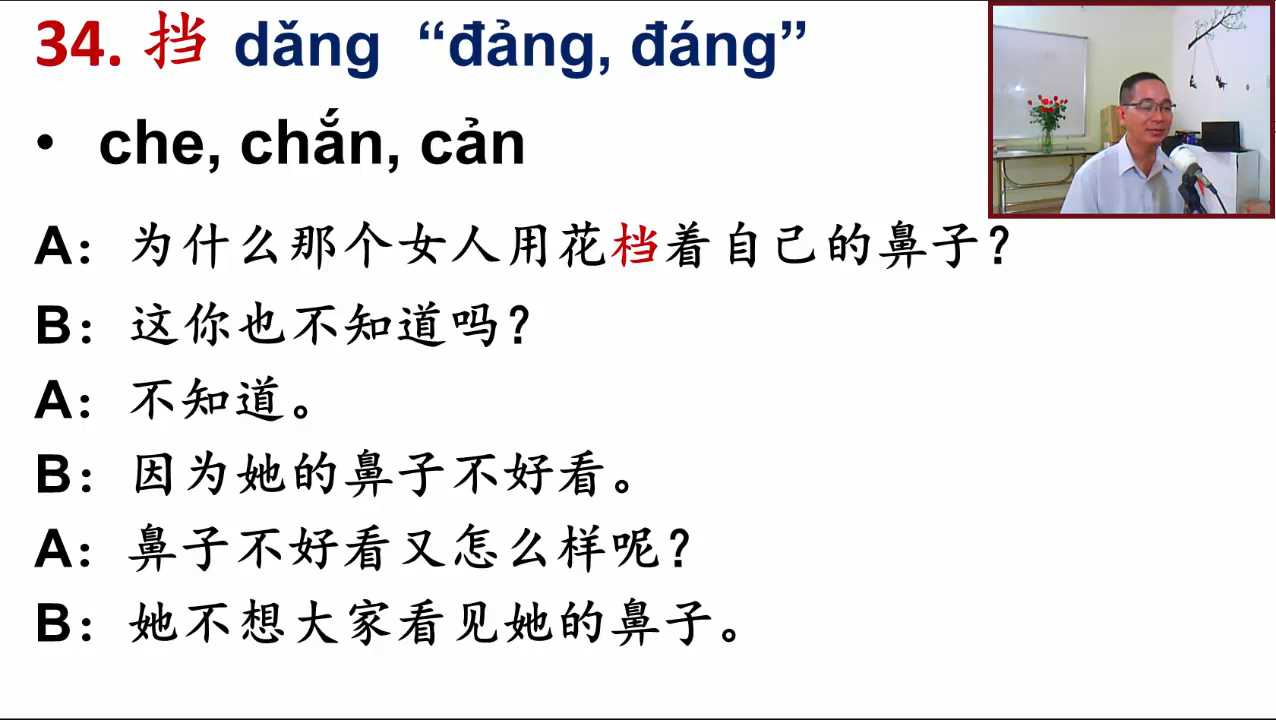 34. 挡 dǎng “đảng, đáng”
• che, chắn, cản
A：为什么那个女人用花档着自己的鼻子？
B：这你也不知道吗？
A：不知道。
B：因为她的鼻子不好看。
A：鼻子不好看又怎么样呢？
B：她不想大家看见她的鼻子。